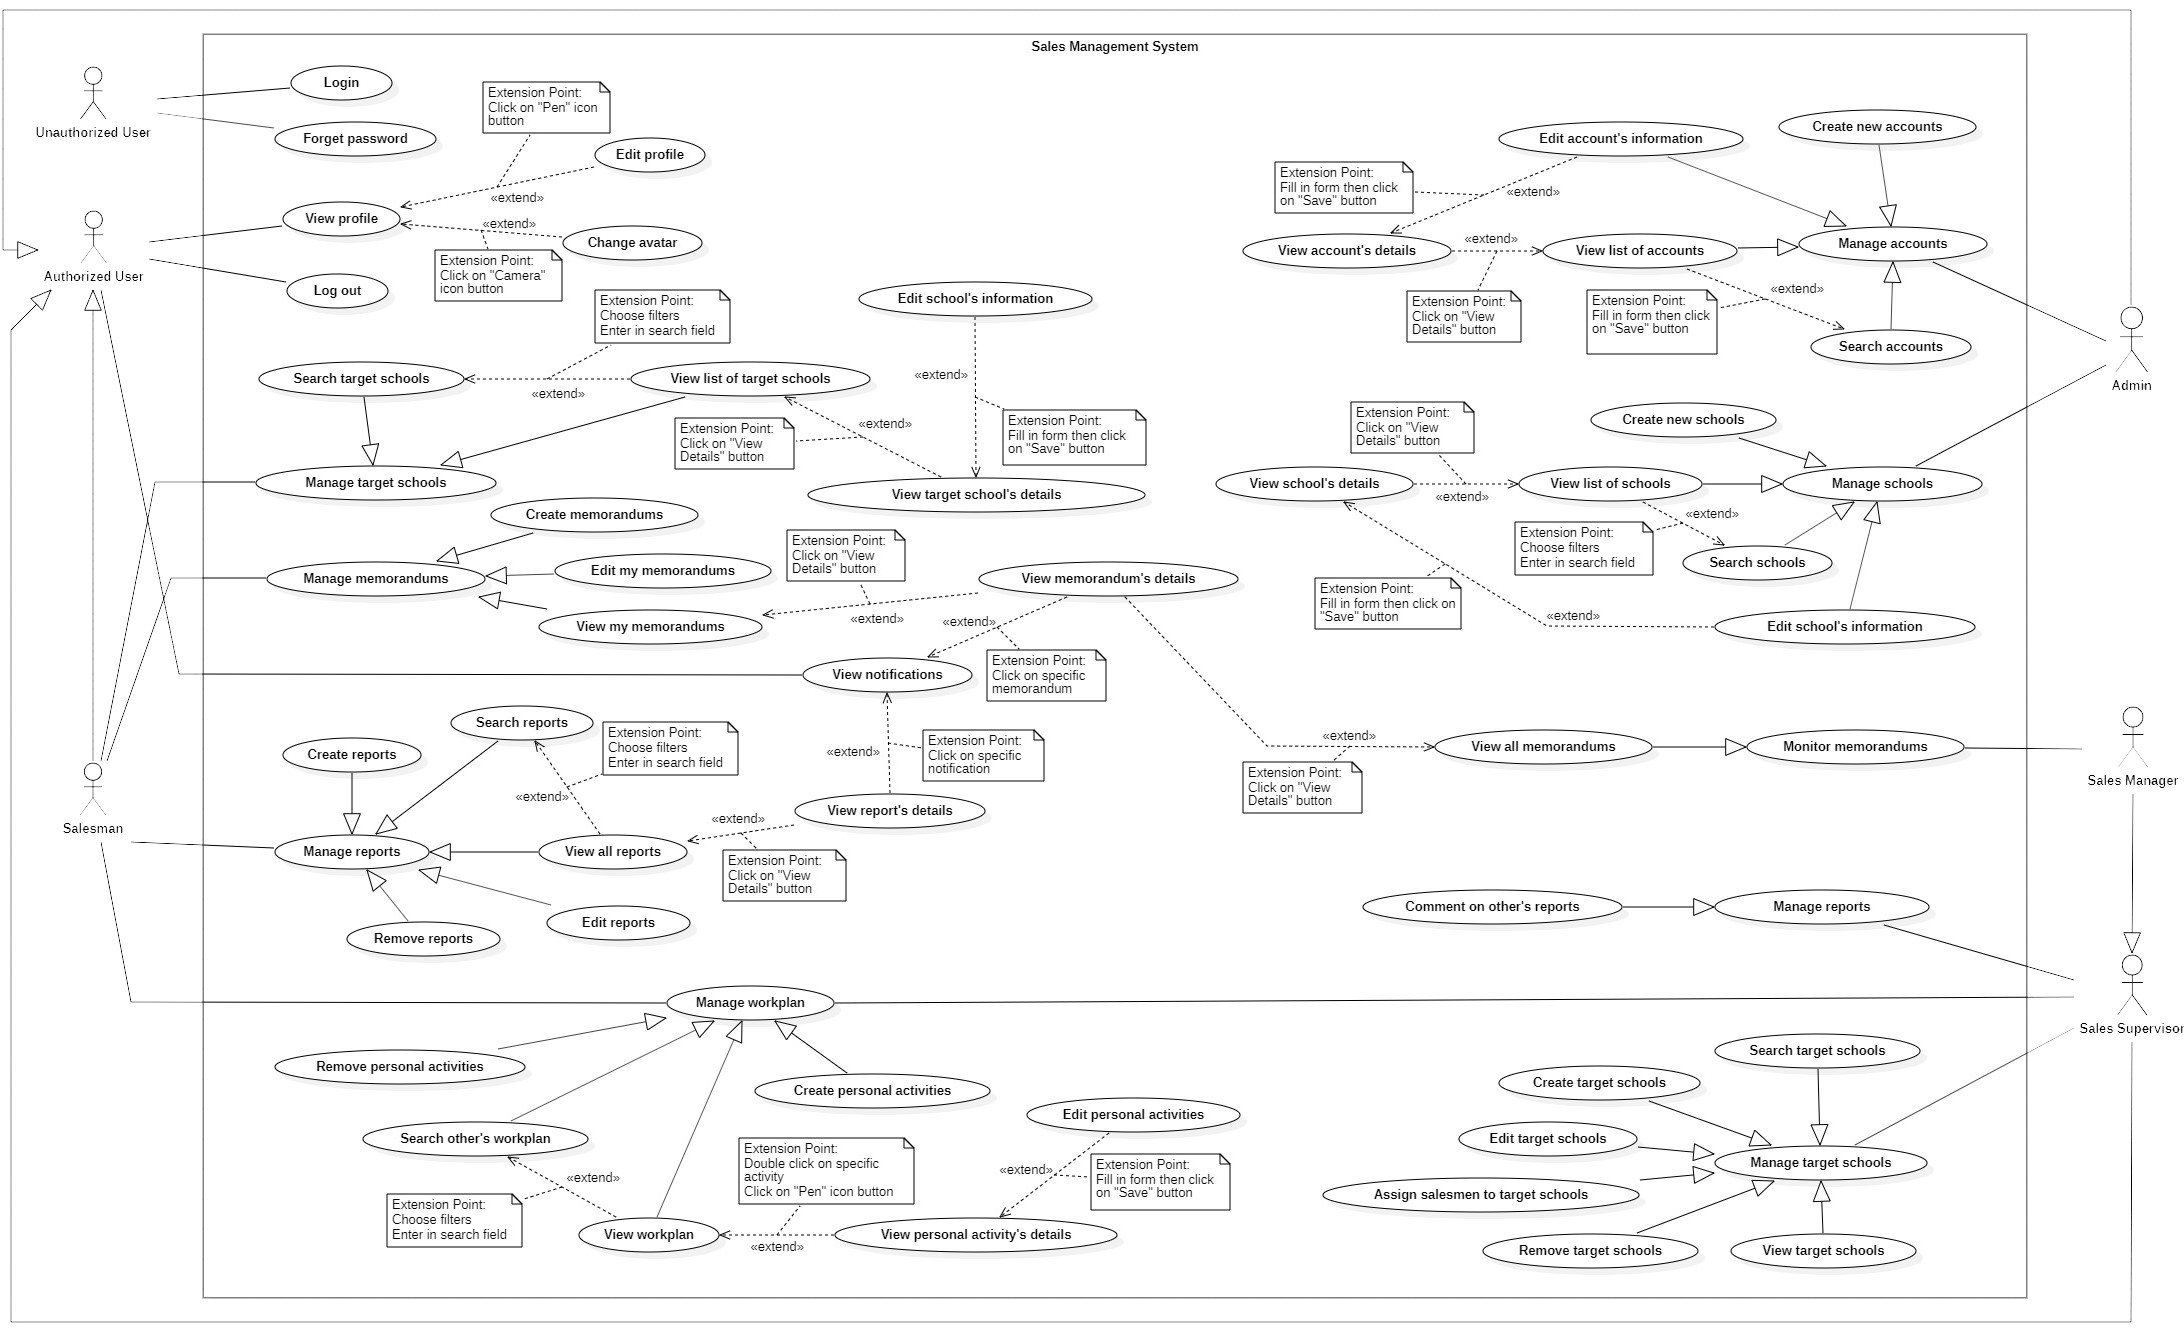 Sales Management System
Unauthorized User
Login
Forget password
Extension Point:
Click on "Pen" icon
button
Edit profile
«extend»
Authorized User
View profile
«extend»
Change avatar
Extension Point:
Click on "Camera"
icon button
Log out
Extension Point:
Choose filters
Enter in search field
Search target schools
«extend»
View list of target schools
Extension Point:
Click on "View
Details" button
«extend»
Edit school's information
«extend»
Extension Point:
Fill in form then click
on "Save" button
View target school's details
Manage target schools
Create memorandums
Manage memorandums
Edit my memorandums
View my memorandums
Extension Point:
Click on "View
Details" button
«extend»
View memorandum's details
«extend»
Extension Point:
Click on specific
memorandum
View notifications
«extend»
Extension Point:
Click on specific
notification
View report's details
Search reports
Extension Point:
Choose filters
Enter in search field
Create reports
«extend»
Salesman
Manage reports
View all reports
«extend»
Extension Point:
Click on "View
Details" button
Remove reports
Edit reports
Manage workplan
Remove personal activities
Create personal activities
Search other's workplan
«extend»
Extension Point:
Choose filters
Enter in search field
View workplan
Extension Point:
Double click on specific
activity
Click on "Pen" icon button
«extend»
View personal activity's details
Edit personal activities
«extend»
Extension Point:
Fill in form then click
on "Save" button
Edit account's information
Create new accounts
Extension Point:
Fill in form then click
on "Save" button
«extend»
View account's details
«extend»
View list of accounts
Manage accounts
Extension Point:
Click on "View
Details" button
Extension Point:
Fill in form then click
on "Save" button
«extend»
Search accounts
Admin
Extension Point:
Click on "View
Details" button
Create new schools
View school's details
«extend»
View list of schools
Manage schools
Extension Point:
Choose filters
Enter in search field
«extend»
Search schools
Extension Point:
Fill in form then click on
"Save" button
«extend»
Edit school's information
«extend»
Extension Point:
Click on "View
Details" button
View all memorandums
Monitor memorandums
Sales Manager
Comment on other's reports
Manage reports
Sales Supervisor
Search target schools
Create target schools
Edit target schools
Manage target schools
Assign salesmen to target schools
Remove target schools
View target schools